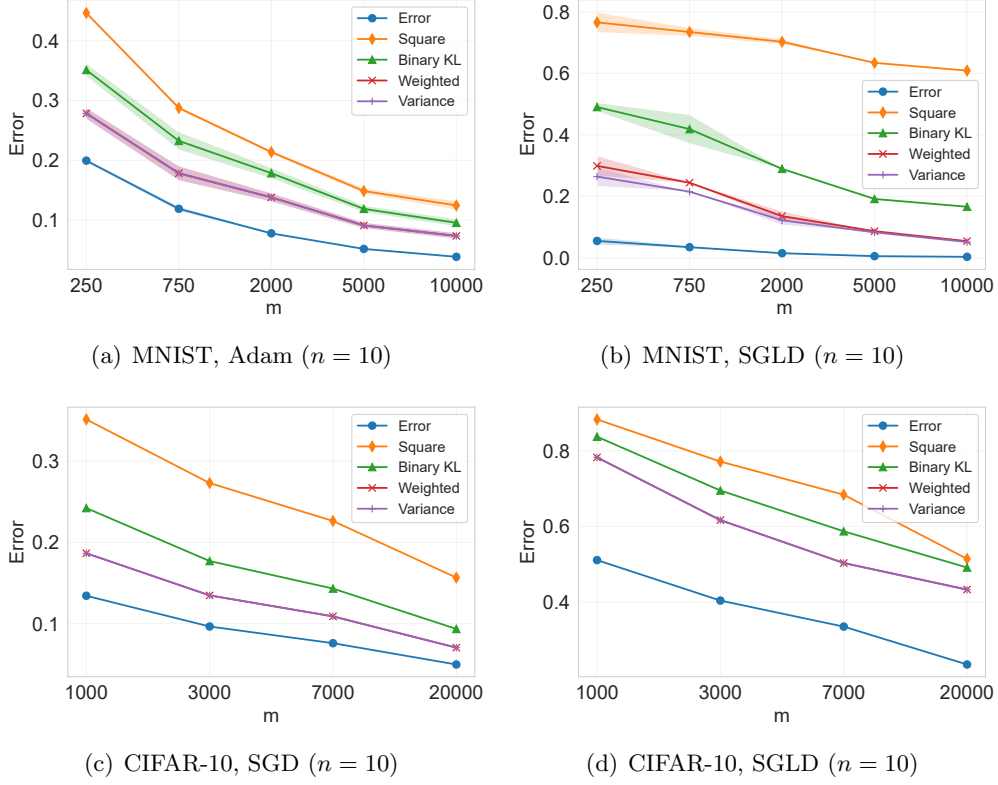 0.4
0.3
0.2
0.1
Error
250
750
2000
5000
10000
m
Error
Square
Binary KL
Weighted
Variance
(a) MNIST, Adam (n = 10)
0.8
0.6
0.4
0.2
0.0
Error
250
750
2000
5000
10000
m
Error
Square
Binary KL
Weighted
Variance
(b) MNIST, SGLD (n = 10)
0.3
0.2
0.1
Error
1000
3000
7000
20000
m
Error
Square
Binary KL
Weighted
Variance
(c) CIFAR-10, SGD (n = 10)
0.8
0.6
0.4
Error
1000
3000
7000
20000
m
Error
Square
Binary KL
Weighted
Variance
(d) CIFAR-10, SGLD (n = 10)